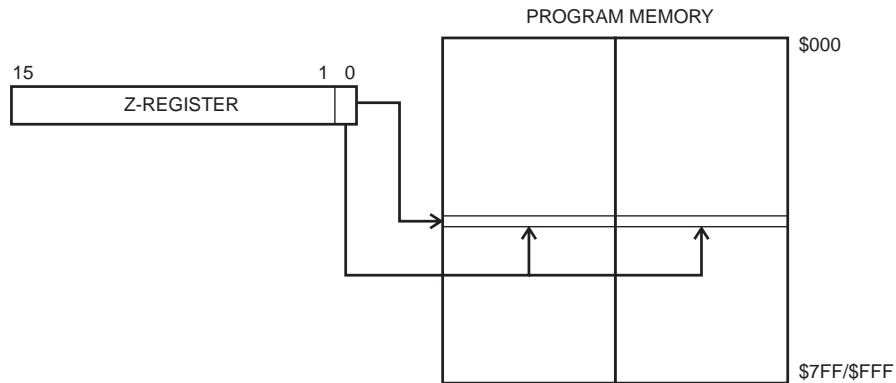 PROGRAM MEMORY
$000
15 1 0
Z-REGISTER
$7FF/$FFF